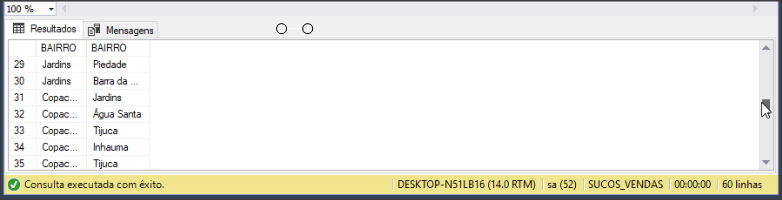 100 %
Resultados Mensagens
BAIRRO BAIRRO
29 Jardins Piedade
30 Jardins Barra da ...
31 Copac... Jardins
32 Copac... Água Santa
33 Copac... Tijuca
34 Copac... Inhauma
35 Copac... Tijuca
Consulta executada com êxito. DESKTOP-N51LB16 (14.0 RTM) sa (52) SUCOS_VENDAS 00:00:00 60 linhas